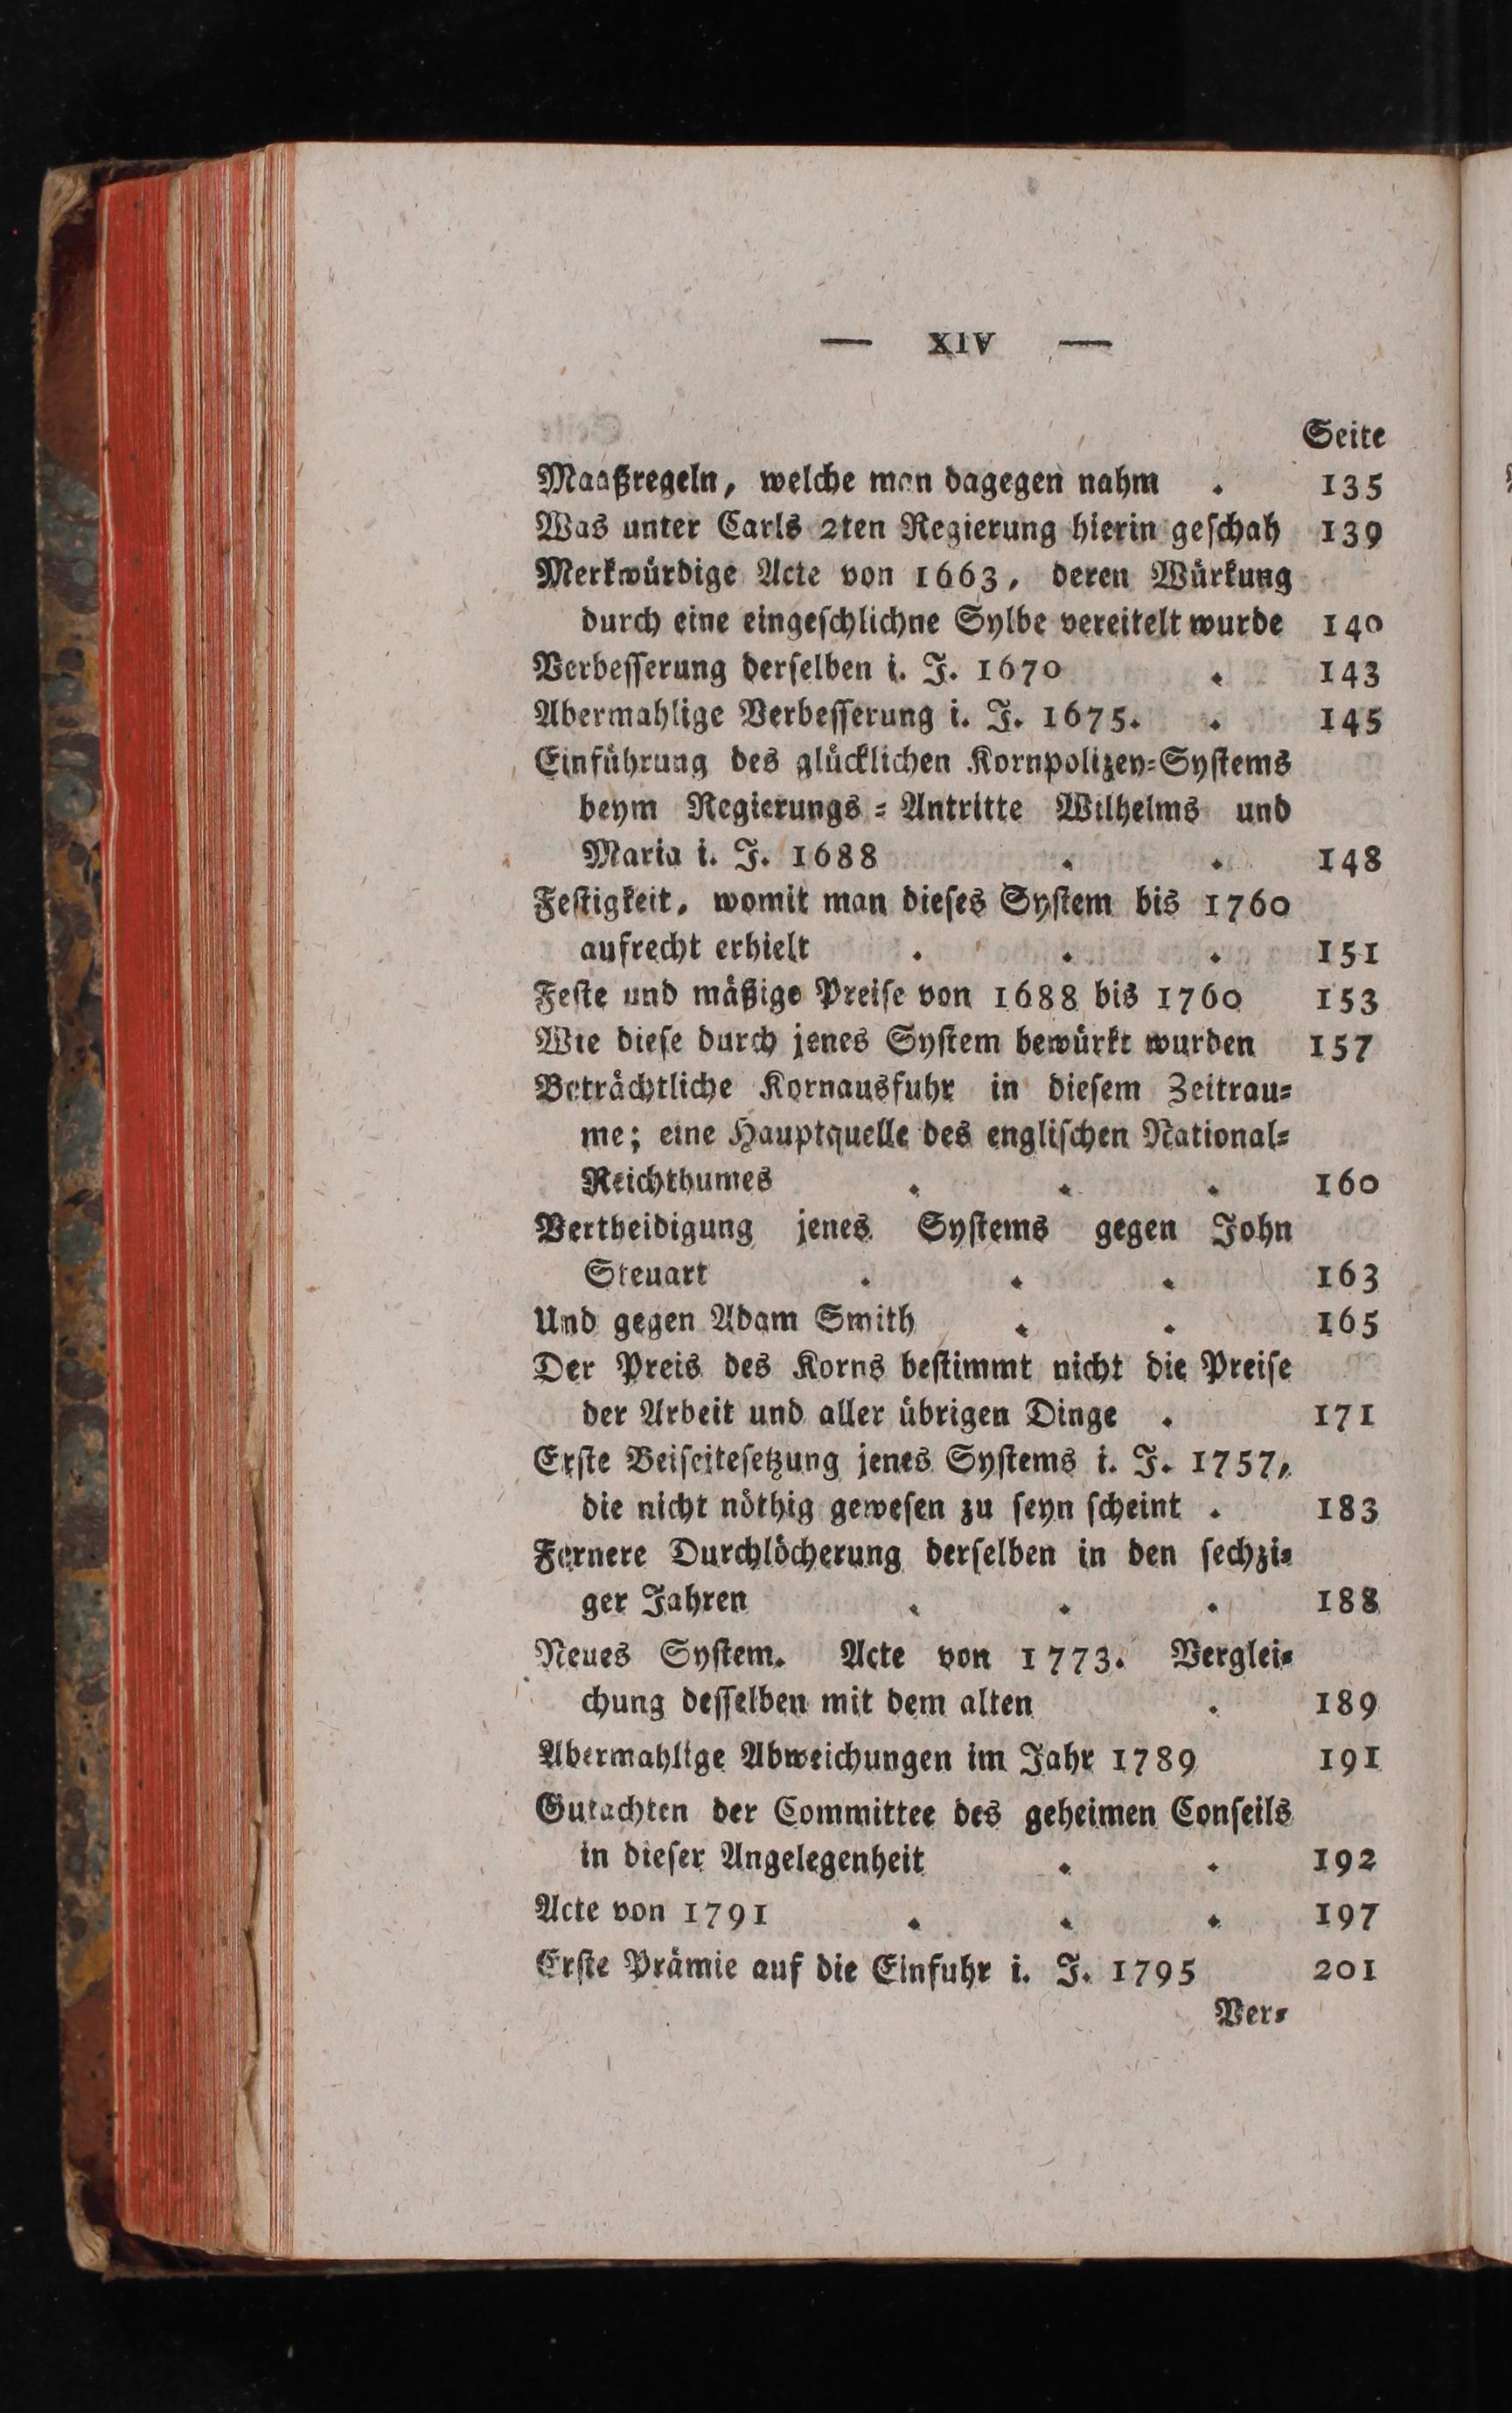 — XIV —
Seite
Maaßregeln, welche man dagegen nahm . 135
Was unter Carls 2ten Regierung hierin geschah 139
Merkwürdige Acte von 1663, deren Würkung
durch eine eingeschlichne Sylbe vereitelt wurde 140
Verbesserung derselben i. J. 1670 . 143
Abermahlige Verbesserung i. J. 1675. . 145
Einführung des glücklichen Kornpolizey=Systems
beym Regierungs = Antritte Wilhelms und
Maria i. J. 1688 . . 148
Festigkeit, womit man dieses System bis 1760
aufrecht erhielt . . . 151
Feste und mäßige Preise von 1688 bis 1760 153
Wie diese durch jenes System bewürkt wurden 157
Beträchtliche Kornausfuhr in diesem Zeitrau=
me; eine Hauptquelle des englischen National=
Reichthumes . . . 160
Vertheidigung jenes Systems gegen John
Steuart . . . 163
Und gegen Adam Smith . . 165
Der Preis des Korns bestimmt nicht die Preise
der Arbeit und aller übrigen Dinge . 171
Erste Beiseitesetzung jenes Systems i. J. 1757,
die nicht nöthig gewesen zu seyn scheint . 183
Fernere Durchlöcherung derselben in den sechzi=
ger Jahren . . . 188
Neues System. Acte von 1773. Verglei=
chung desselben mit dem alten . 189
Abermahlige Abweichungen im Jahr 1789 191
Gutachten der Committee des geheimen Conseils
in dieser Angelegenheit . . 192
Acte von 1791 . . . 197
Erste Prämie auf die Einfuhr i. J. 1795 201
Ver=